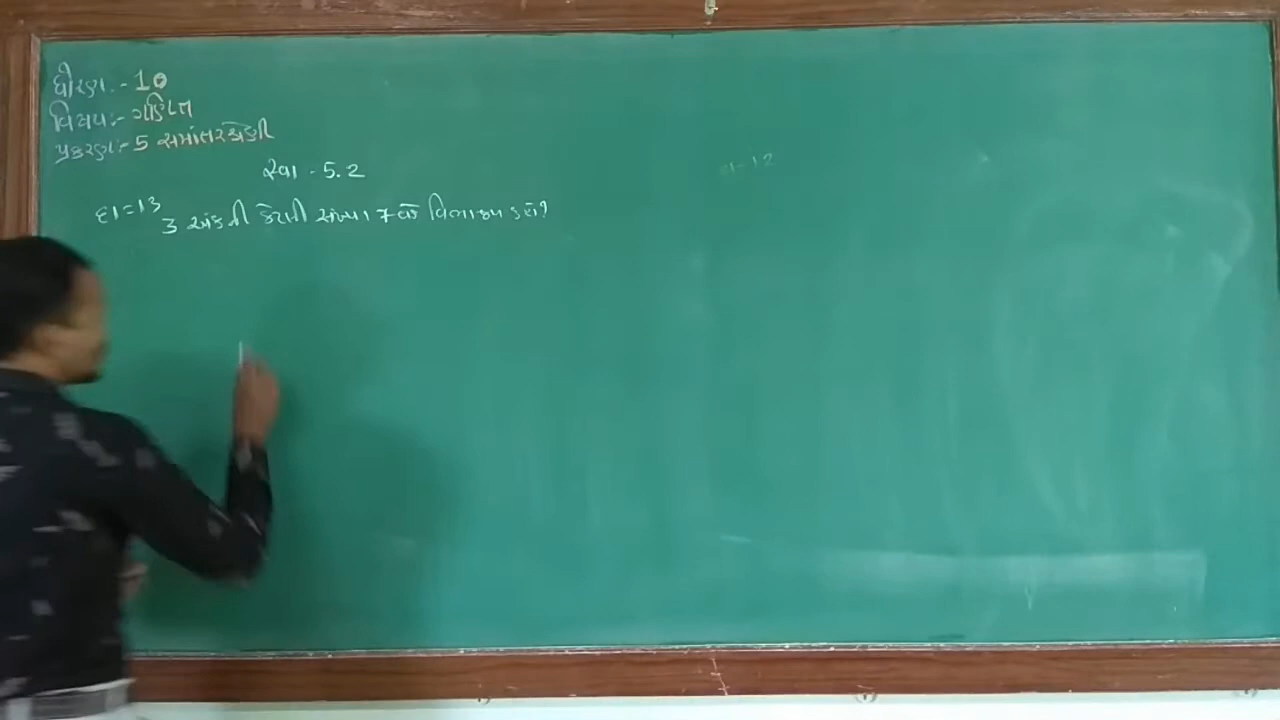 ધોરણ :- 10
વિષય :- ગણિત
પ્રકરણ :- 5 સમાંતર શ્રેણી
સ્વા - 5.2
દા = 13
3 અંકની કેટલી સંખ્યા 7 વડે વિભાજ્ય હશે?